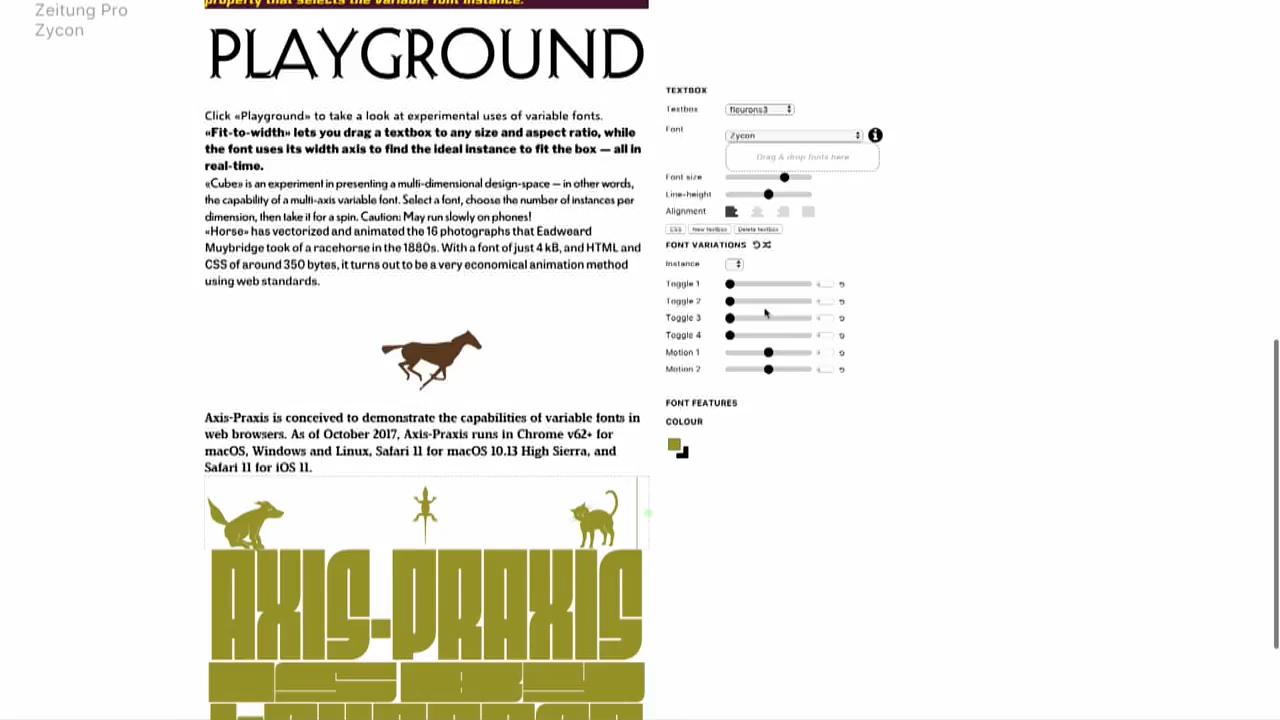 Zeitung Pro
Zycon
property that selects the variable font instance.
PLAYGROUND
Click «Playground» to take a look at experimental uses of variable fonts.
«Fit-to-width» lets you drag a textbox to any size and aspect ratio, while
the font uses its width axis to find the ideal instance to fit the box — all in
real-time.
«Cube» is an experiment in presenting a multi-dimensional design-space — in other words,
the capability of a multi-axis variable font. Select a font, choose the number of instances per
dimension, then take it for a spin. Caution: May run slowly on phones!
«Horse» has vectorized and animated the 16 photographs that Eadweard
Muybridge took of a racehorse in the 1880s. With a font of just 4 kB, and HTML and
CSS of around 350 bytes, it turns out to be a very economical animation method
using web standards.
Axis-Praxis is conceived to demonstrate the capabilities of variable fonts in
web browsers. As of October 2017, Axis-Praxis runs in Chrome v62+ for
macOS, Windows and Linux, Safari 11 for macOS 10.13 High Sierra, and
Safari 11 for iOS 11.
AXIS-PRAXIS
IS BY
TEXTBOX
Textbox fleurons3
Font
Zycon
Drag & drop fonts here
Font size
Line-height
Alignment
CSS New textbox Delete textbox
FONT VARIATIONS
Instance
Toggle 1
Toggle 2
Toggle 3
Toggle 4
Motion 1
Motion 2
FONT FEATURES
COLOUR